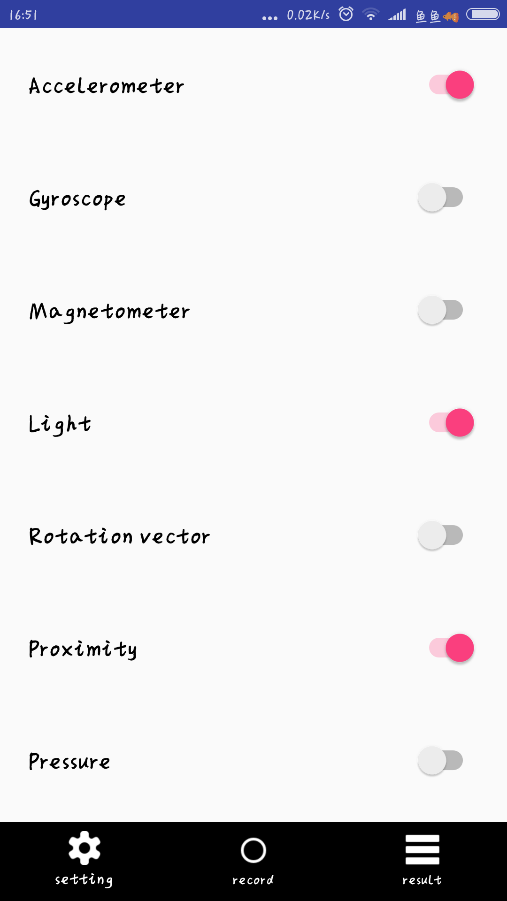 16:51 ... 0.02K/s
Accelerometer
Gyroscope
Magnetometer
Light
Rotation vector
Proximity
Pressure
setting record result